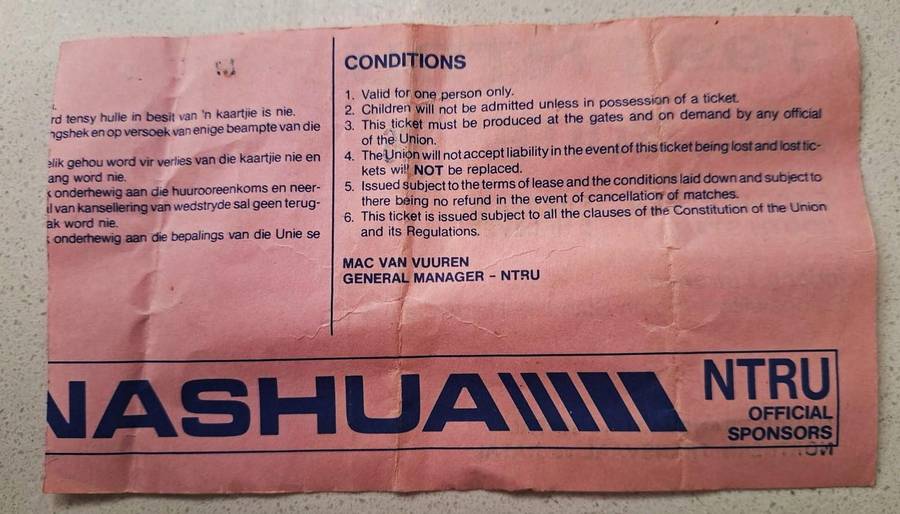 rd tensy hulle in besit van 'n kaartjie is nie.
ngshek en op versoek van enige beampte van die
elik gehou word vir verlies van die kaartjie nie en
ang word nie.
k onderhewig aan die huurooreenkoms en neer-
l van kansellering van wedstryde sal geen terug-
ak word nie.
k onderhewig aan die bepalings van die Unie se
CONDITIONS
1. Valid for one person only.
2. Children will not be admitted unless in possession of a ticket.
3. This ticket must be produced at the gates and on demand by any official
of the Union.
4. The Union will not accept liability in the event of this ticket being lost and lost tic-
kets will NOT be replaced.
5. Issued subject to the terms of lease and the conditions laid down and subject to
there being no refund in the event of cancellation of matches.
6. This ticket is issued subject to all the clauses of the Constitution of the Union
and its Regulations.
MAC VAN VUUREN
GENERAL MANAGER - NTRU
NASHUA
NTRU
OFFICIAL
SPONSORS